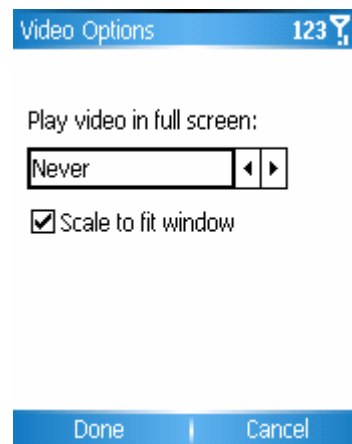 Video Options 123
Play video in full screen:
Never
Scale to fit window
Done Cancel